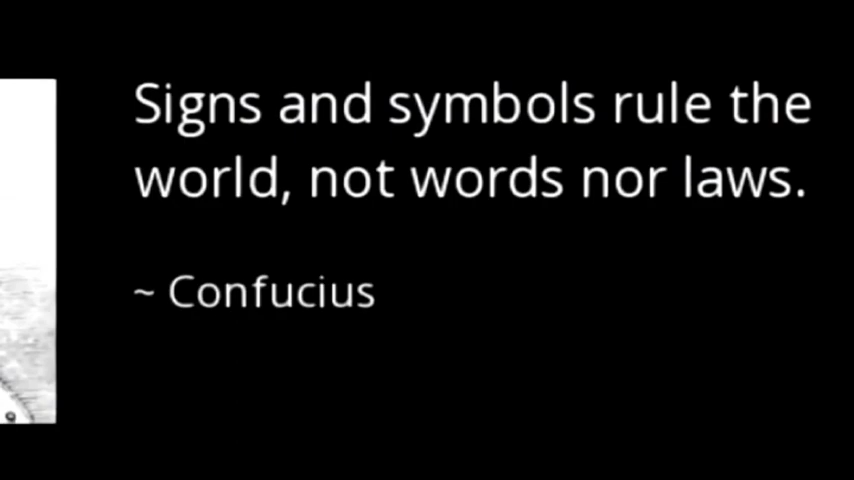 Signs and symbols rule the
world, not words nor laws.
~ Confucius